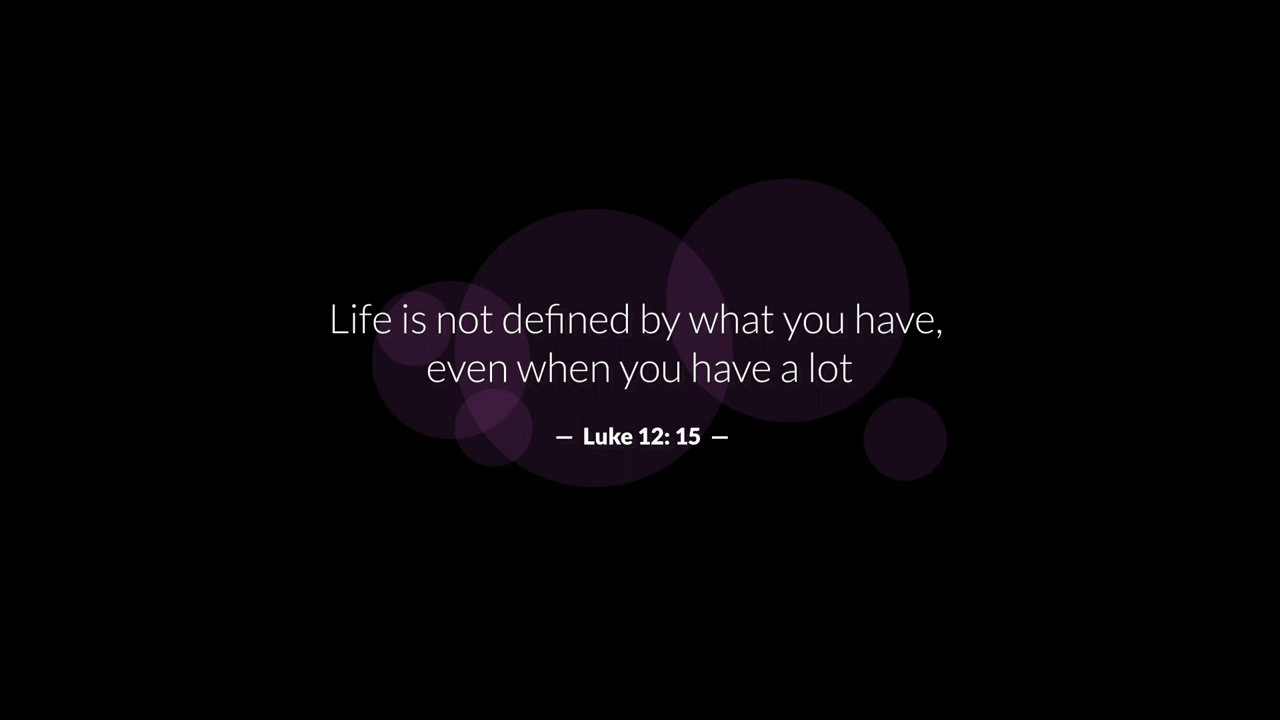 Life is not defined by what you have,
even when you have a lot
— Luke 12: 15 —